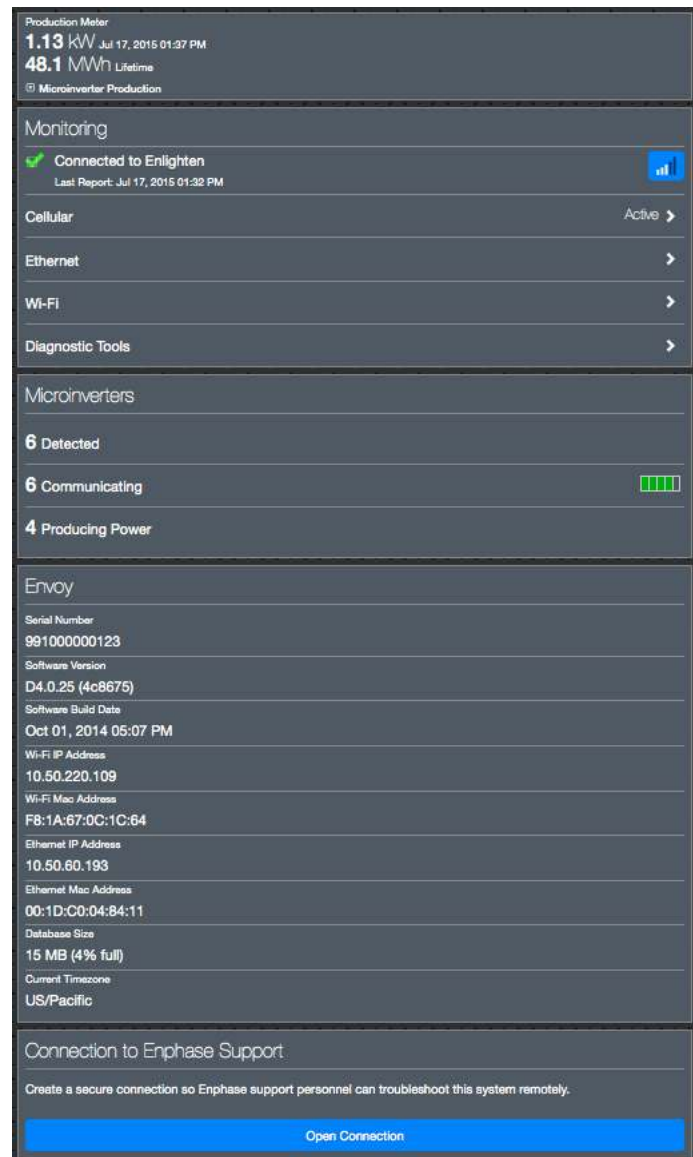 Production Meter
1.13 kW Jul 17, 2015 01:37 PM
48.1 MWh Lifetime
Microinverter Production
Monitoring
Connected to Enlighten
Last Report: Jul 17, 2015 01:32 PM
Cellular Active
Ethernet
Wi-Fi
Diagnostic Tools
Microinverters
6 Detected
6 Communicating
4 Producing Power
Envoy
Serial Number
991000000123
Software Version
D4.0.25 (4c8675)
Software Build Date
Oct 01, 2014 05:07 PM
Wi-Fi IP Address
10.50.220.109
Wi-Fi Mac Address
F8:1A:67:0C:1C:64
Ethernet IP Address
10.50.60.193
Ethernet Mac Address
00:1D:C0:04:84:11
Database Size
15 MB (4% full)
Current Timezone
US/Pacific
Connection to Enphase Support
Create a secure connection so Enphase support personnel can troubleshoot this system remotely.
Open Connection